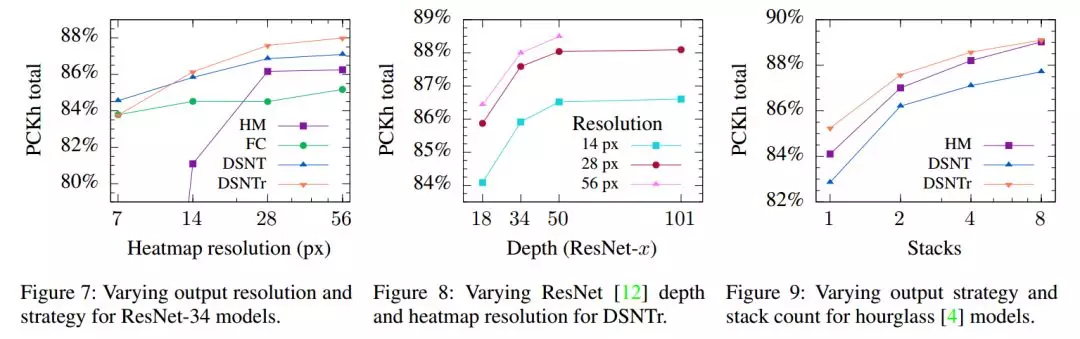 88%
86%
84%
82%
80%
PCKh total
HM
FC
DSNT
DSNTr
7 14 28 56
Heatmap resolution (px)
Figure 7: Varying output resolution and
strategy for ResNet-34 models.
89%
88%
87%
86%
85%
84%
PCKh total
Resolution
14 px
28 px
56 px
18 34 50 101
Depth (ResNet-x)
Figure 8: Varying ResNet [12] depth
and heatmap resolution for DSNTr.
90%
88%
86%
84%
82%
PCKh total
HM
DSNT
DSNTr
1 2 4 8
Stacks
Figure 9: Varying output strategy and
stack count for hourglass [4] models.